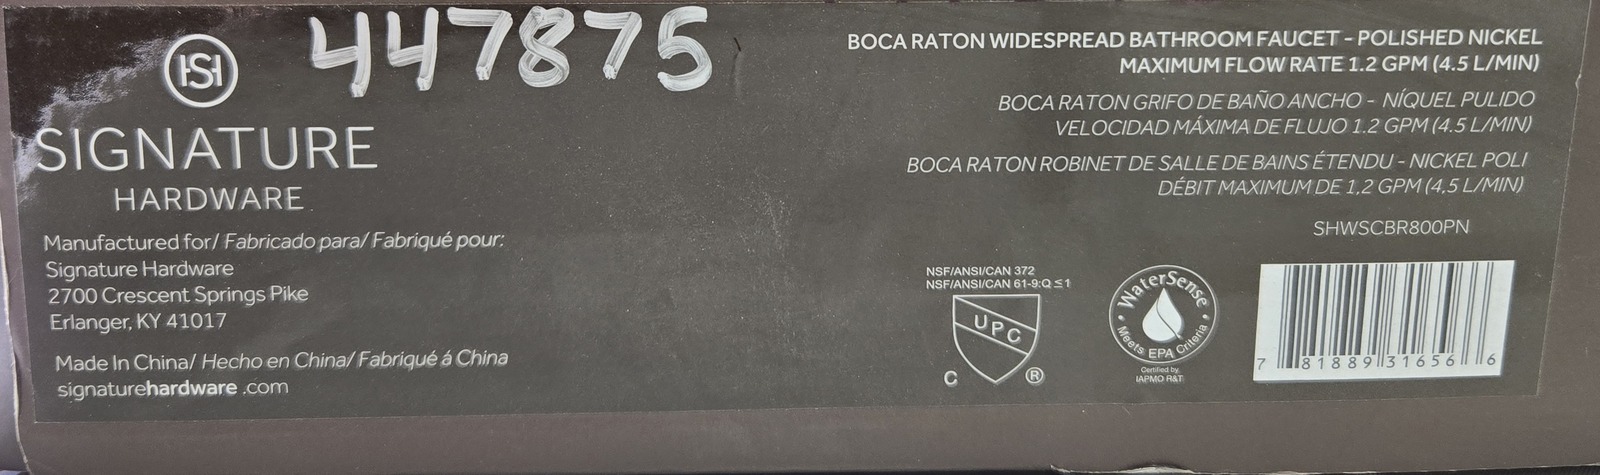 447875
HS
SIGNATURE
HARDWARE
Manufactured for/ Fabricado para/ Fabriqué pour:
Signature Hardware
2700 Crescent Springs Pike
Erlanger, KY 41017
Made In China/ Hecho en China/ Fabriqué á China
signaturehardware .com
BOCA RATON WIDESPREAD BATHROOM FAUCET - POLISHED NICKEL
MAXIMUM FLOW RATE 1.2 GPM (4.5 L/MIN)
BOCA RATON GRIFO DE BAÑO ANCHO - NÍQUEL PULIDO
VELOCIDAD MÁXIMA DE FLUJO 1.2 GPM (4.5 L/MIN)
BOCA RATON ROBINET DE SALLE DE BAINS ÉTENDU - NICKEL POLI
DÉBIT MAXIMUM DE 1,2 GPM (4,5 L/MIN)
SHWSCBR800PN
NSF/ANSI/CAN 372
NSF/ANSI/CAN 61-9:Q ≤ 1
UPC
C ®
WaterSense
Meets EPA Criteria
Certified by
IAPMO R&T
7 81889 31656 6